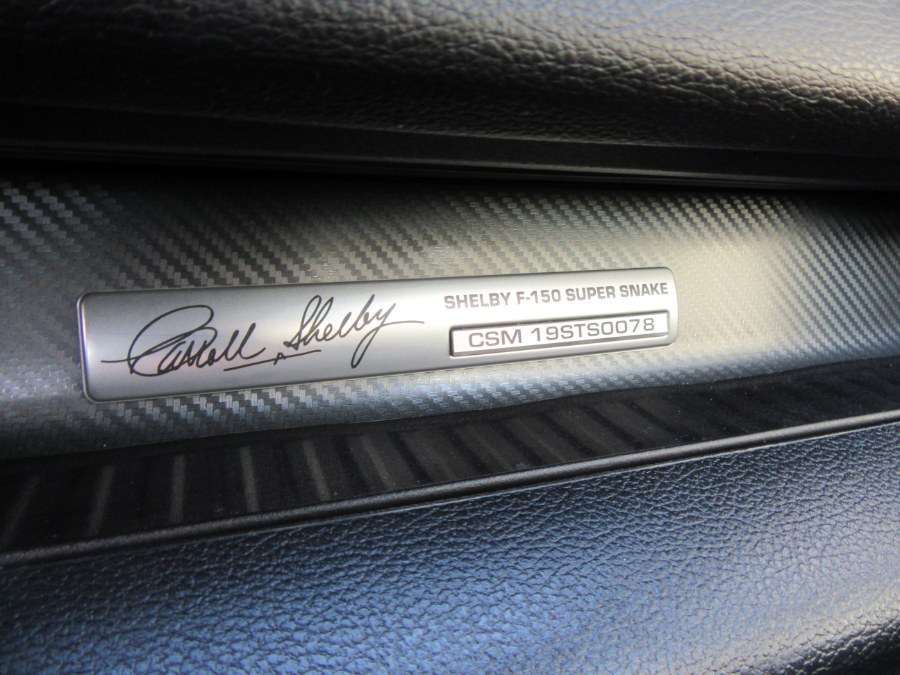 Carroll Shelby
SHELBY F-150 SUPER SNAKE
CSM 19STS0078